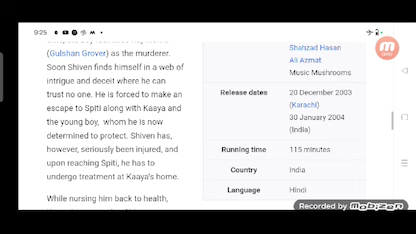 9:25
(Gulshan Grover) as the murderer.
Soon Shiven finds himself in a web of
intrigue and deceit where he can
trust no one. He is forced to make an
escape to Spiti along with Kaaya and
the young boy, whom he is now
determined to protect. Shiven has,
however, seriously been injured, and
upon reaching Spiti, he has to
undergo treatment at Kaaya's home.
While nursing him back to health,
Shahzad Hasan
Ali Azmat
Music Mushrooms
Release dates
20 December 2003
(Karachi)
30 January 2004
(India)
Running time
115 minutes
Country
India
Language
Hindi
Recorded by Mobizen